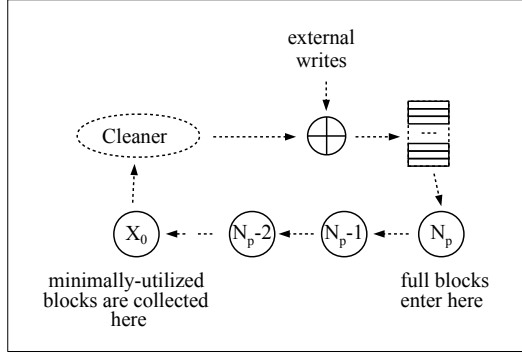 external
writes
Cleaner
...
X₀
Nₚ-2
Nₚ-1
Nₚ
minimally-utilized
blocks are collected
here
full blocks
enter here